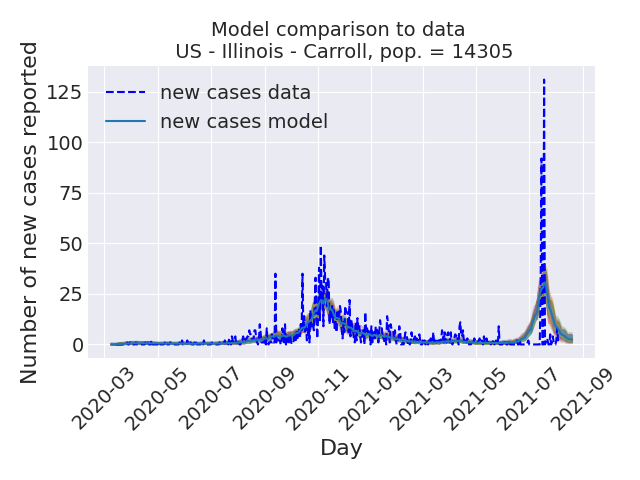 Model comparison to data
US - Illinois - Carroll, pop. = 14305
Number of new cases reported
new cases data
new cases model
125
100
75
50
25
0
2020-03
2020-05
2020-07
2020-09
2020-11
2021-01
2021-03
2021-05
2021-07
2021-09
Day